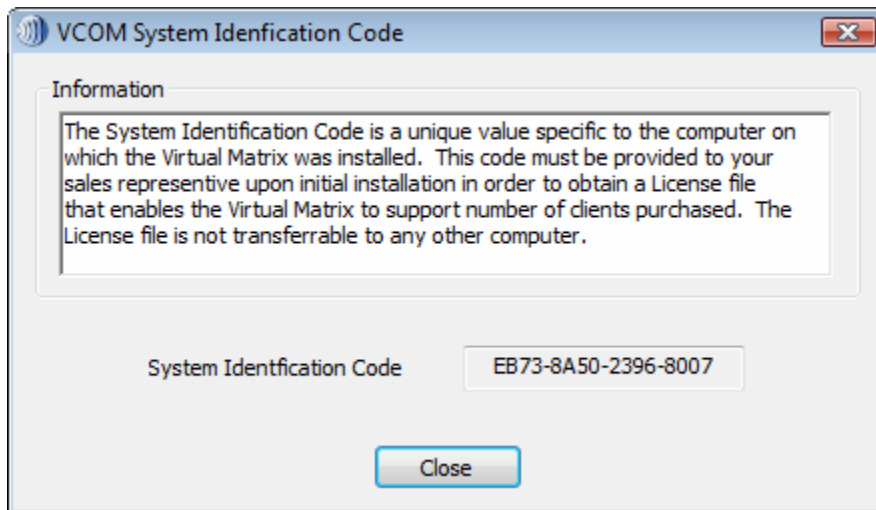 VCOM System Idenfication Code
Information
The System Identification Code is a unique value specific to the computer on
which the Virtual Matrix was installed.  This code must be provided to your
sales representative upon initial installation in order to obtain a License file
that enables the Virtual Matrix to support number of clients purchased.  The
License file is not transferrable to any other computer.
System Identfication Code
EB73-8A50-2396-8007
Close